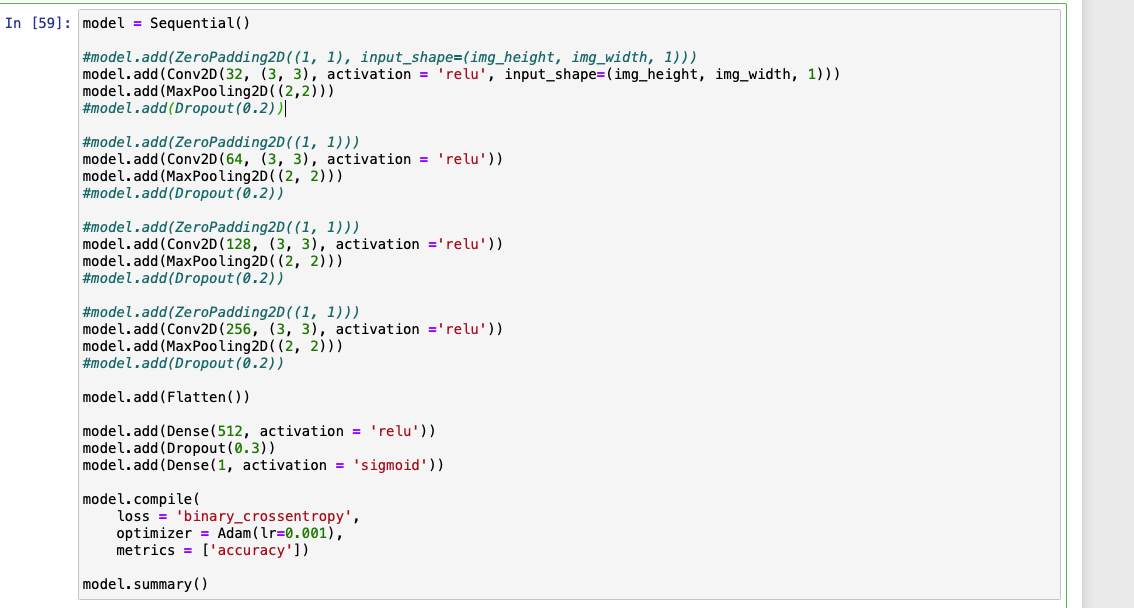 In [59]: model = Sequential()
#model.add(ZeroPadding2D((1, 1), input_shape=(img_height, img_width, 1)))
model.add(Conv2D(32, (3, 3), activation = 'relu', input_shape=(img_height, img_width, 1)))
model.add(MaxPooling2D((2,2)))
#model.add(Dropout(0.2))
#model.add(ZeroPadding2D((1, 1)))
model.add(Conv2D(64, (3, 3), activation = 'relu'))
model.add(MaxPooling2D((2, 2)))
#model.add(Dropout(0.2))
#model.add(ZeroPadding2D((1, 1)))
model.add(Conv2D(128, (3, 3), activation ='relu'))
model.add(MaxPooling2D((2, 2)))
#model.add(Dropout(0.2))
#model.add(ZeroPadding2D((1, 1)))
model.add(Conv2D(256, (3, 3), activation ='relu'))
model.add(MaxPooling2D((2, 2)))
#model.add(Dropout(0.2))
model.add(Flatten())
model.add(Dense(512, activation = 'relu'))
model.add(Dropout(0.3))
model.add(Dense(1, activation = 'sigmoid'))
model.compile(
    loss = 'binary_crossentropy',
    optimizer = Adam(lr=0.001),
    metrics = ['accuracy'])
model.summary()